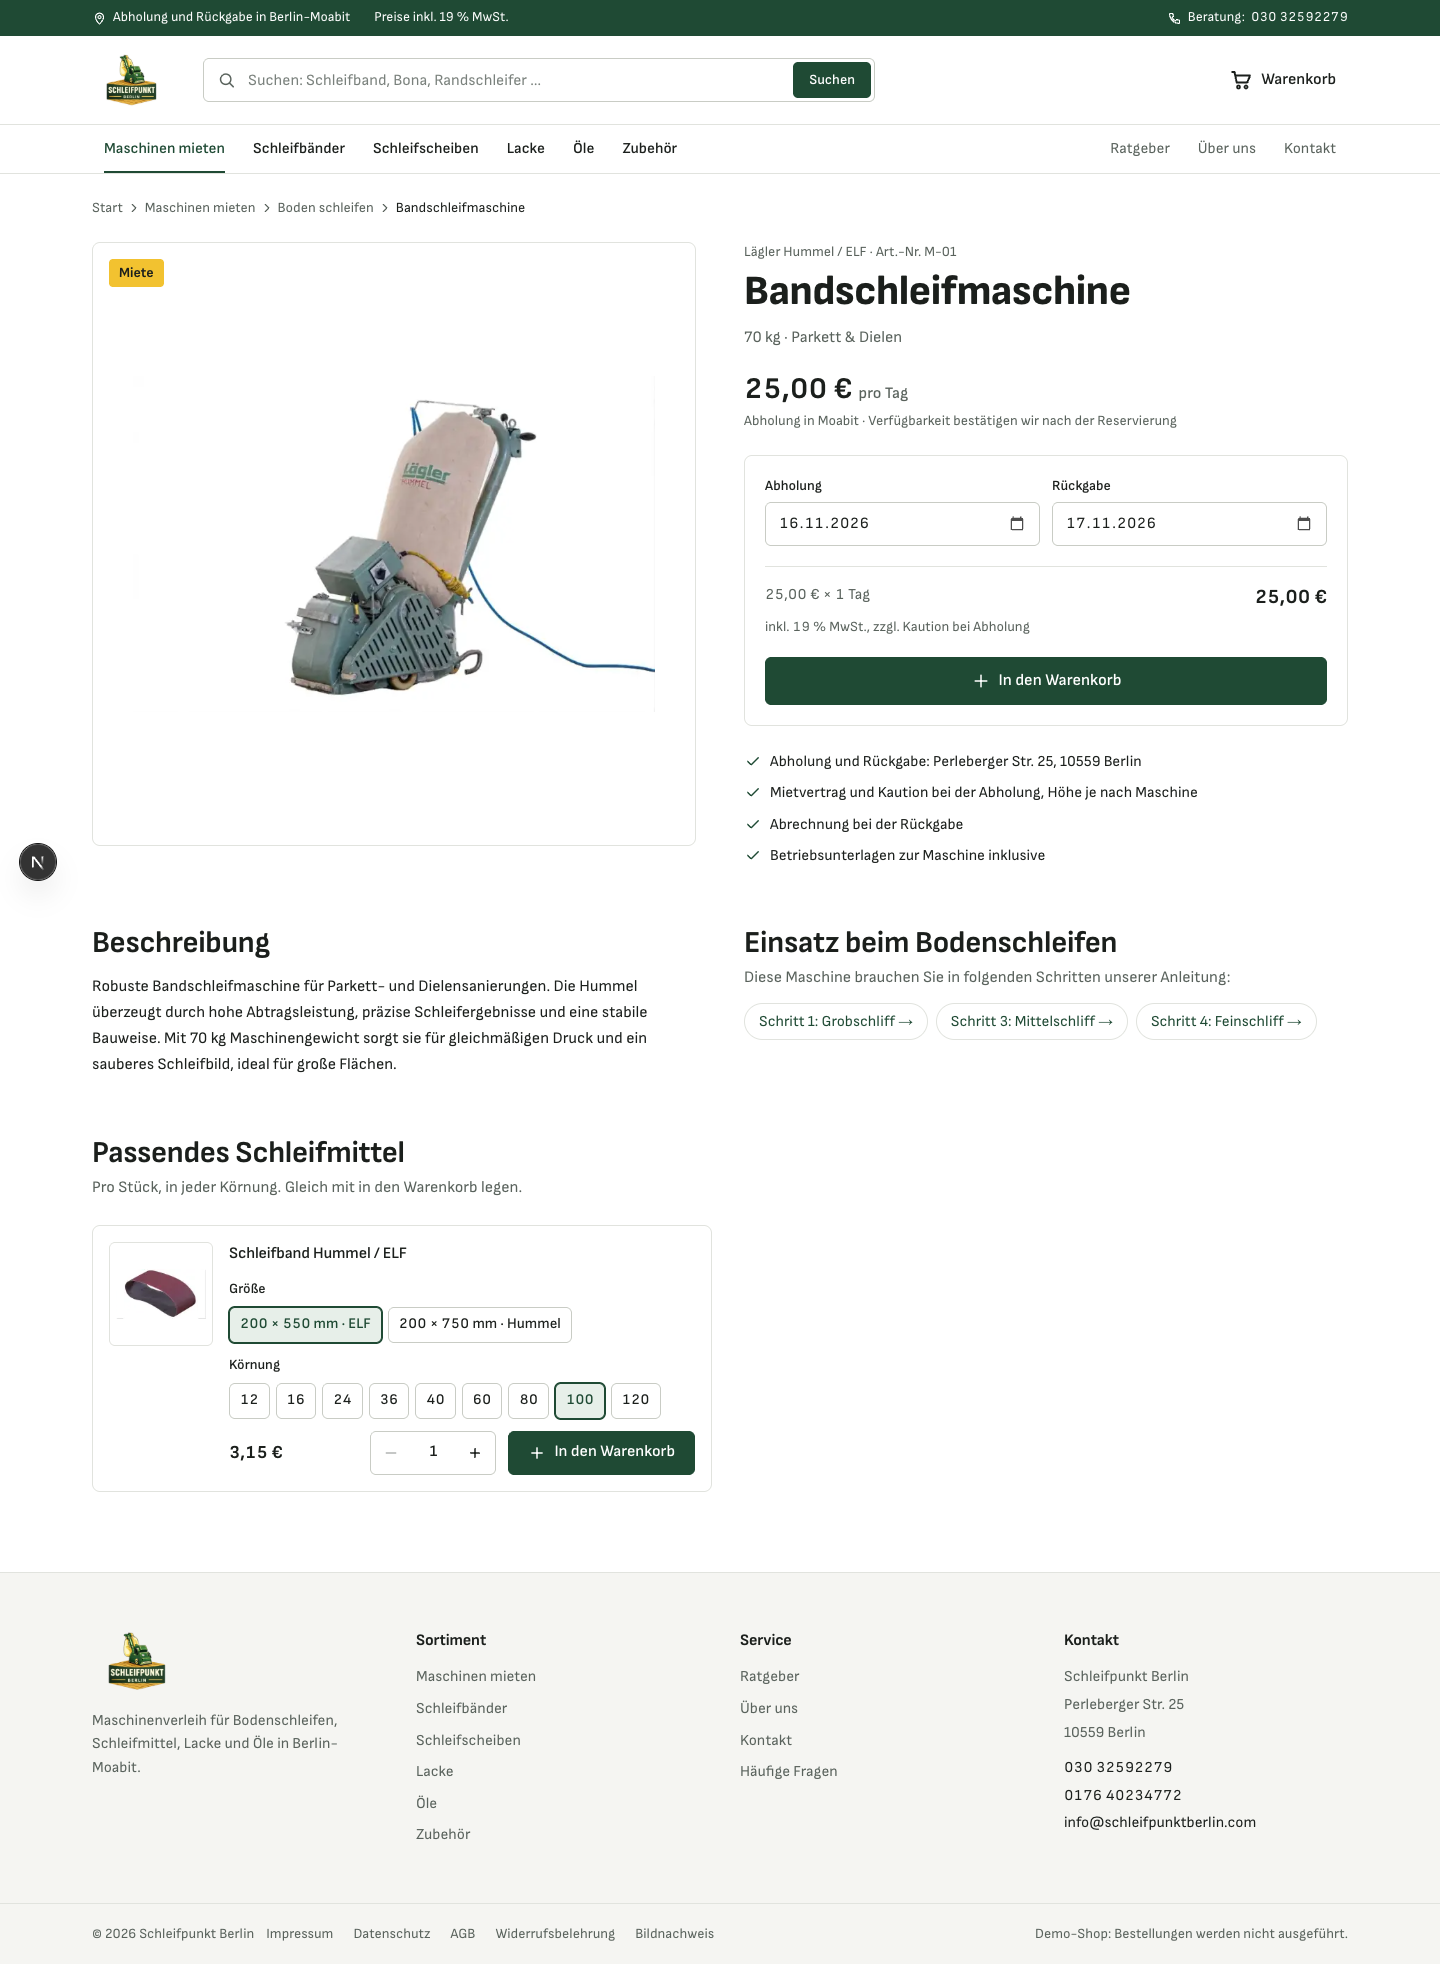 Abholung und Rückgabe in Berlin-Moabit
Preise inkl. 19 % MwSt.
Beratung: 030 32592279
SCHLEIFPUNKT
BERLIN
Suchen: Schleifband, Bona, Randschleifer ...
Suchen
Warenkorb
Maschinen mieten
Schleifbänder
Schleifscheiben
Lacke
Öle
Zubehör
Ratgeber
Über uns
Kontakt
Start
Maschinen mieten
Boden schleifen
Bandschleifmaschine
Miete
Lägler
HUMMEL
Lägler Hummel / ELF · Art.-Nr. M-01
Bandschleifmaschine
70 kg · Parkett & Dielen
25,00 € pro Tag
Abholung in Moabit · Verfügbarkeit bestätigen wir nach der Reservierung
Abholung
Rückgabe
16.11.2026
17.11.2026
25,00 € × 1 Tag
25,00 €
inkl. 19 % MwSt., zzgl. Kaution bei Abholung
In den Warenkorb
Abholung und Rückgabe: Perleberger Str. 25, 10559 Berlin
Mietvertrag und Kaution bei der Abholung, Höhe je nach Maschine
Abrechnung bei der Rückgabe
Betriebsunterlagen zur Maschine inklusive
N
Beschreibung
Robuste Bandschleifmaschine für Parkett- und Dielensanierungen. Die Hummel
überzeugt durch hohe Abtragsleistung, präzise Schleifergebnisse und eine stabile
Bauweise. Mit 70 kg Maschinengewicht sorgt sie für gleichmäßigen Druck und ein
sauberes Schleifbild, ideal für große Flächen.
Einsatz beim Bodenschleifen
Diese Maschine brauchen Sie in folgenden Schritten unserer Anleitung:
Schritt 1: Grobschliff →
Schritt 3: Mittelschliff →
Schritt 4: Feinschliff →
Passendes Schleifmittel
Pro Stück, in jeder Körnung. Gleich mit in den Warenkorb legen.
Schleifband Hummel / ELF
Größe
200 × 550 mm · ELF
200 × 750 mm · Hummel
Körnung
12
16
24
36
40
60
80
100
120
3,15 €
1
In den Warenkorb
SCHLEIFPUNKT
BERLIN
Maschinenverleih für Bodenschleifen,
Schleifmittel, Lacke und Öle in Berlin-
Moabit.
Sortiment
Maschinen mieten
Schleifbänder
Schleifscheiben
Lacke
Öle
Zubehör
Service
Ratgeber
Über uns
Kontakt
Häufige Fragen
Kontakt
Schleifpunkt Berlin
Perleberger Str. 25
10559 Berlin
030 32592279
0176 40234772
info@schleifpunktberlin.com
© 2026 Schleifpunkt Berlin
Impressum
Datenschutz
AGB
Widerrufsbelehrung
Bildnachweis
Demo-Shop: Bestellungen werden nicht ausgeführt.